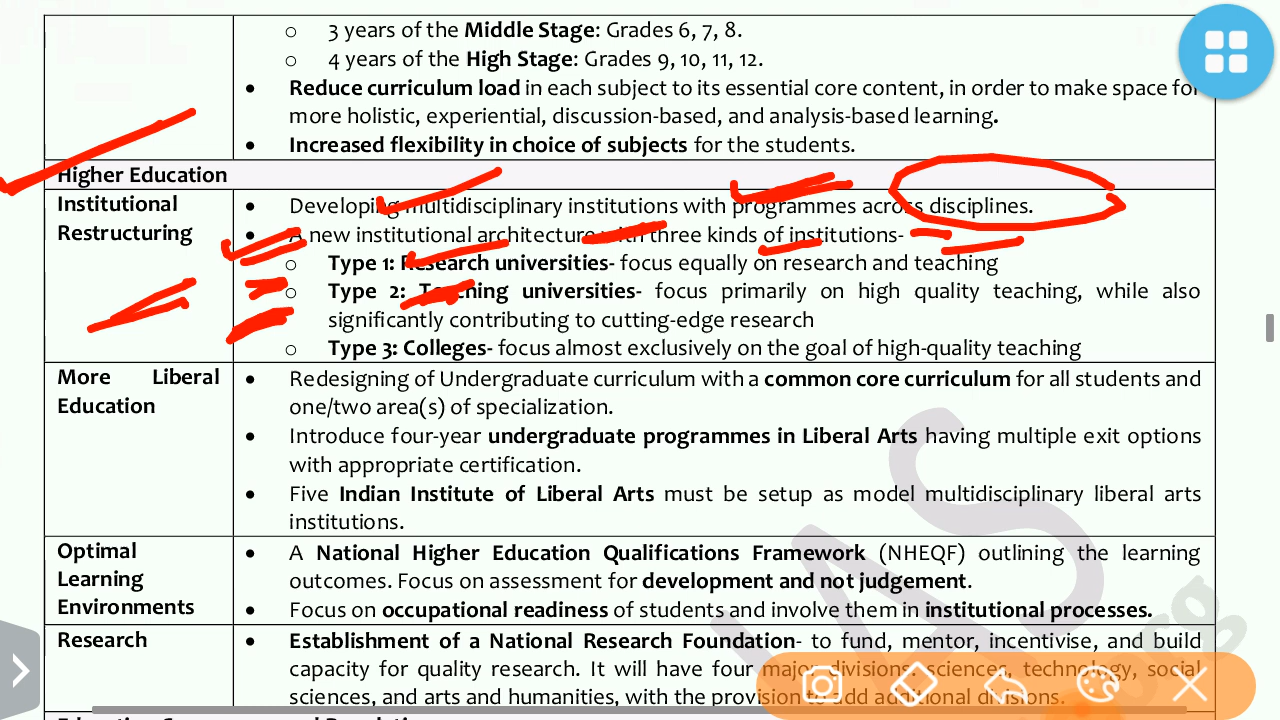 ○ 3 years of the Middle Stage: Grades 6, 7, 8.
○ 4 years of the High Stage: Grades 9, 10, 11, 12.
• Reduce curriculum load in each subject to its essential core content, in order to make space for
more holistic, experiential, discussion-based, and analysis-based learning.
• Increased flexibility in choice of subjects for the students.
Higher Education
Institutional
Restructuring
• Developing multidisciplinary institutions with programmes across disciplines.
• A new institutional architecture with three kinds of institutions-
○ Type 1: Research universities- focus equally on research and teaching
○ Type 2: Teaching universities- focus primarily on high quality teaching, while also
significantly contributing to cutting-edge research
○ Type 3: Colleges- focus almost exclusively on the goal of high-quality teaching
More Liberal
Education
• Redesigning of Undergraduate curriculum with a common core curriculum for all students and
one/two area(s) of specialization.
• Introduce four-year undergraduate programmes in Liberal Arts having multiple exit options
with appropriate certification.
• Five Indian Institute of Liberal Arts must be setup as model multidisciplinary liberal arts
institutions.
Optimal
Learning
Environments
• A National Higher Education Qualifications Framework (NHEQF) outlining the learning
outcomes. Focus on assessment for development and not judgement.
• Focus on occupational readiness of students and involve them in institutional processes.
Research
• Establishment of a National Research Foundation- to fund, mentor, incentivise, and build
capacity for quality research. It will have four major divisions: sciences, technology, social
sciences, and arts and humanities, with the provision to add additional divisions.